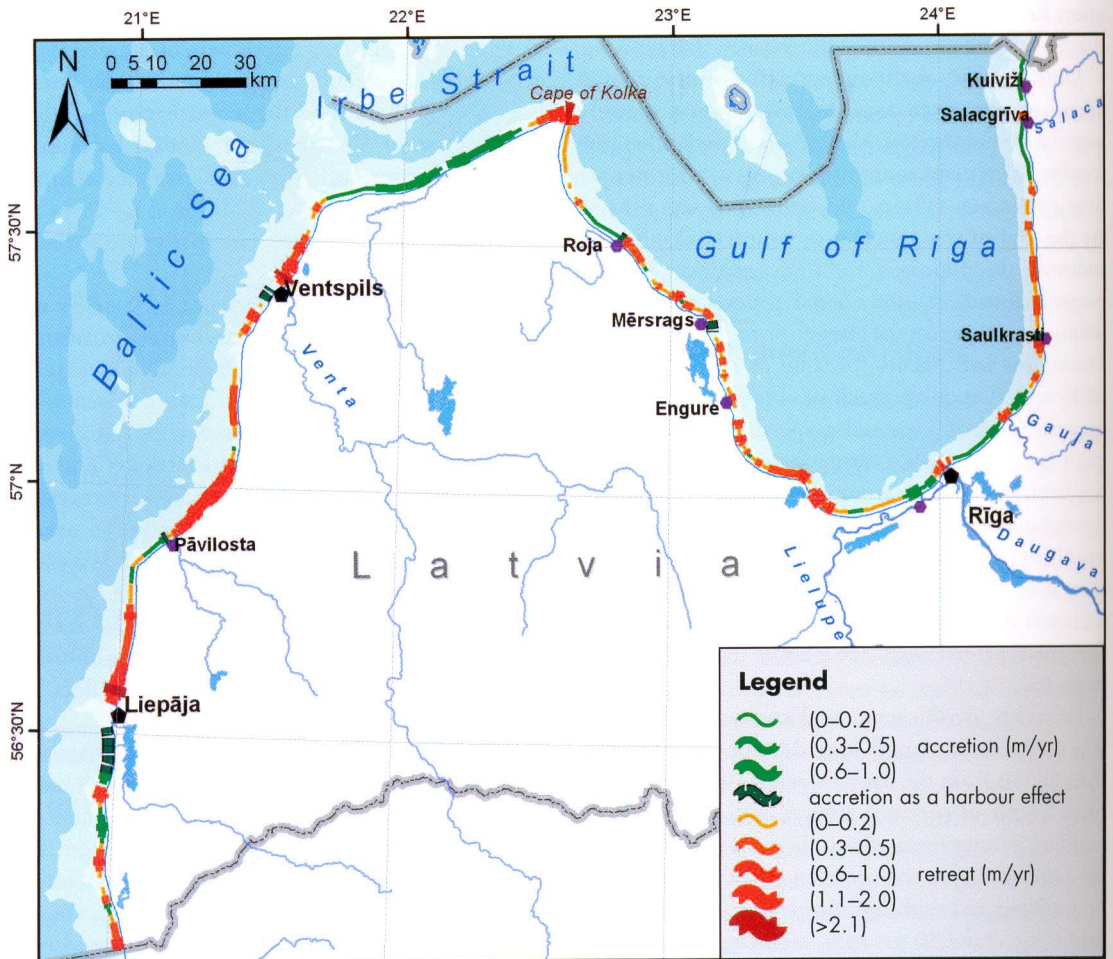 21°E 22°E 23°E 24°E
N
0 5 10 20 30
km
Irbe Strait
Cape of Kolka
Kuiviži
Salacgrīva
Salaca
Baltic Sea
57°30'N
Roja
Gulf of Riga
Ventspils
Mērsrags
Saulkrasti
Venta
Engure
Gauja
57°N
Rīga
Pāvilosta
Latvia
Daugava
Lielupe
Liepāja
56°30'N
Legend
(0–0.2)
(0.3–0.5) accretion (m/yr)
(0.6–1.0)
accretion as a harbour effect
(0–0.2)
(0.3–0.5)
(0.6–1.0) retreat (m/yr)
(1.1–2.0)
(>2.1)